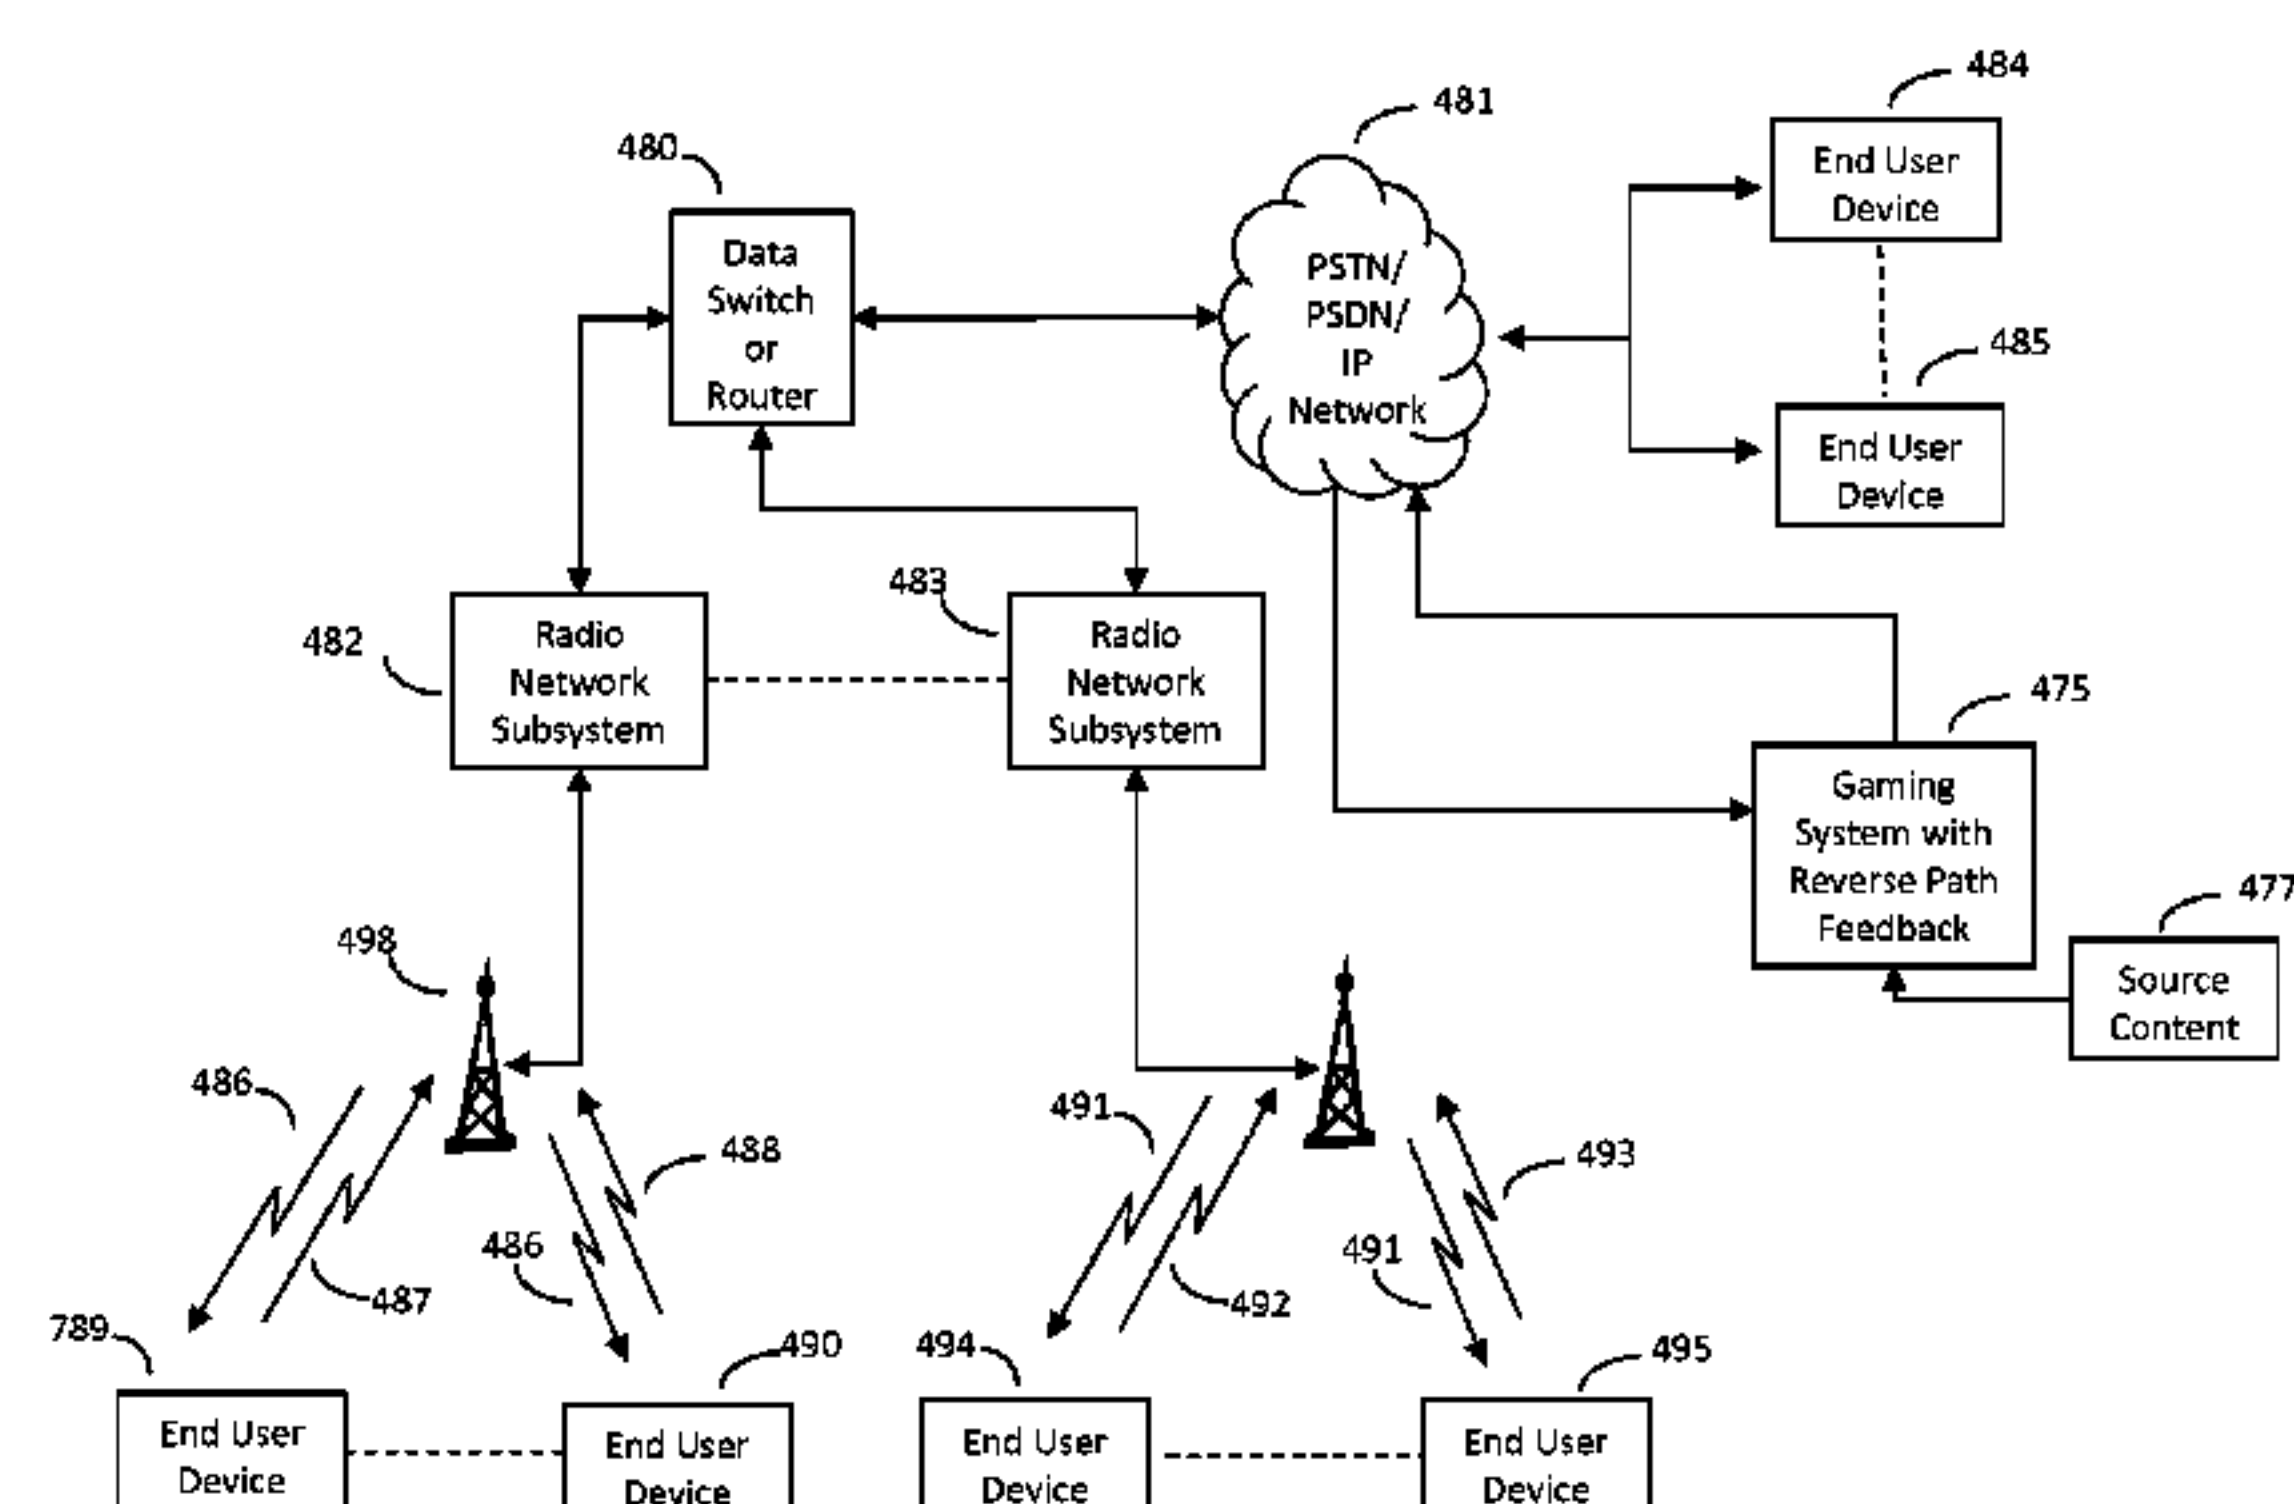 484
481
480
End User
Device
Data
Switch
or
Router
PSTN/
PSDN/
IP
Network
485
End User
Device
483
482
Radio
Network
Subsystem
Radio
Network
Subsystem
475
Gaming
System with
Reverse Path
Feedback
477
Source
Content
498
486
491
488
493
486
491
487
492
789
490
494
495
End User
Device
End User
Device
End User
Device
End User
Device